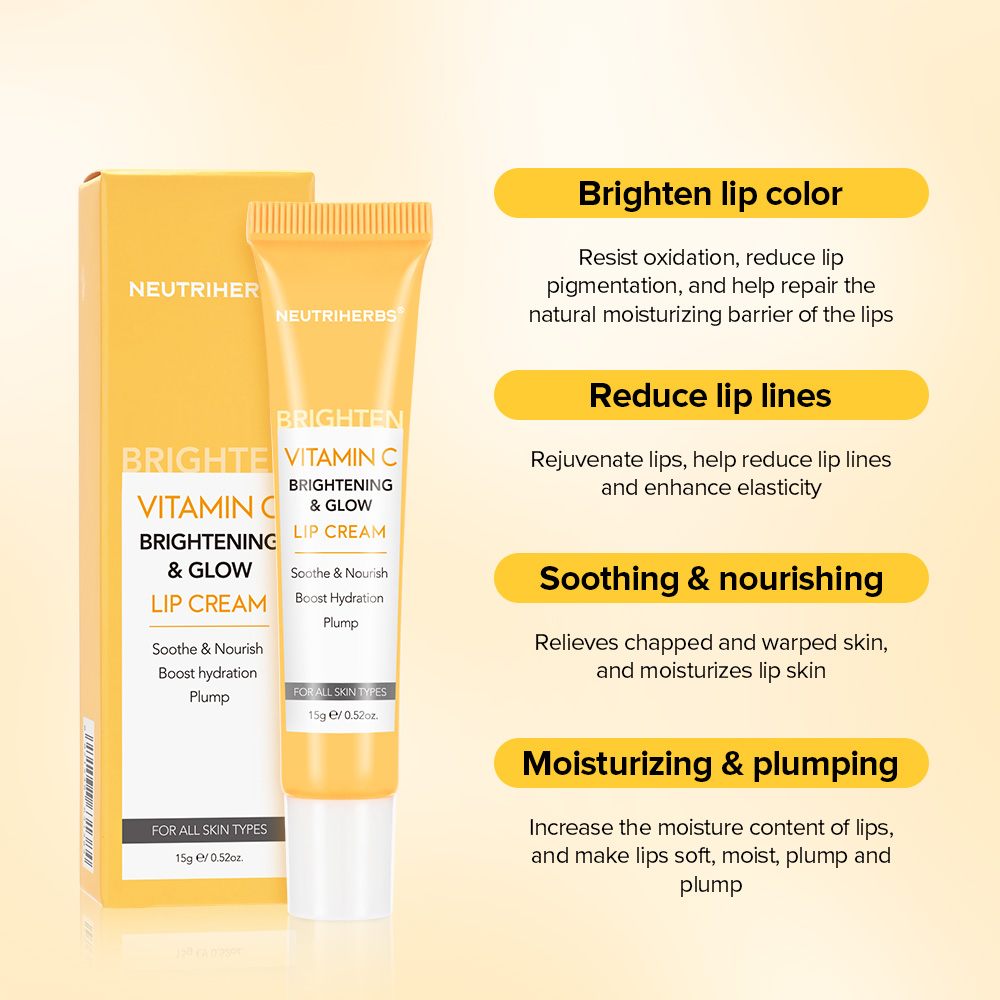 NEUTRIHER
BRIGHTE
VITAMIN C
BRIGHTENING
& GLOW
LIP CREAM
Soothe & Nourish
Boost hydration
Plump
FOR ALL SKIN TYPES
15g ℮/ 0.52oz.
NEUTRIHERBS®
BRIGHTEN
VITAMIN C
BRIGHTENING
& GLOW
LIP CREAM
Soothe & Nourish
Boost Hydration
Plump
FOR ALL SKIN TYPES
15g ℮/ 0.52oz.
Brighten lip color
Resist oxidation, reduce lip
pigmentation, and help repair the
natural moisturizing barrier of the lips
Reduce lip lines
Rejuvenate lips, help reduce lip lines
and enhance elasticity
Soothing & nourishing
Relieves chapped and warped skin,
and moisturizes lip skin
Moisturizing & plumping
Increase the moisture content of lips,
and make lips soft, moist, plump and
plump